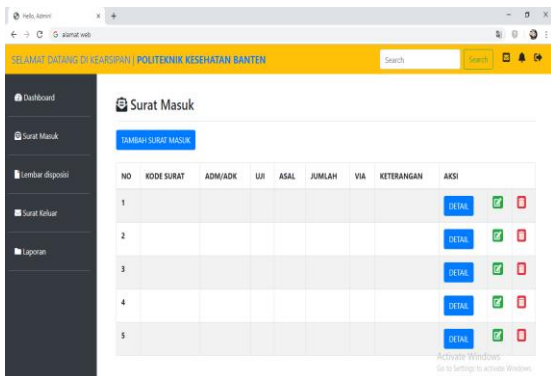 Hello, Admin!
alamat web
SELAMAT DATANG DI KEARSIPAN | POLITEKNIK KESEHATAN BANTEN
Search
Search
Dashboard
Surat Masuk
Lembar disposisi
Surat Keluar
Laporan
Surat Masuk
TAMBAH SURAT MASUK
NO KODE SURAT ADM/ADK UJI ASAL JUMLAH VIA KETERANGAN AKSI
1 DETAIL
2 DETAIL
3 DETAIL
4 DETAIL
5 DETAIL
Activate Windows
Go to Settings to activate Windows.